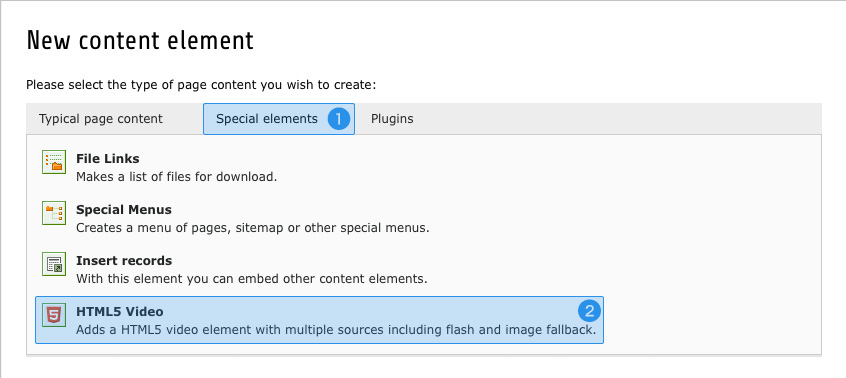 New content element
Please select the type of page content you wish to create:
Typical page content Special elements 1 Plugins
File Links
Makes a list of files for download.
Special Menus
Creates a menu of pages, sitemap or other special menus.
Insert records
With this element you can embed other content elements.
HTML5 Video 2
Adds a HTML5 video element with multiple sources including flash and image fallback.